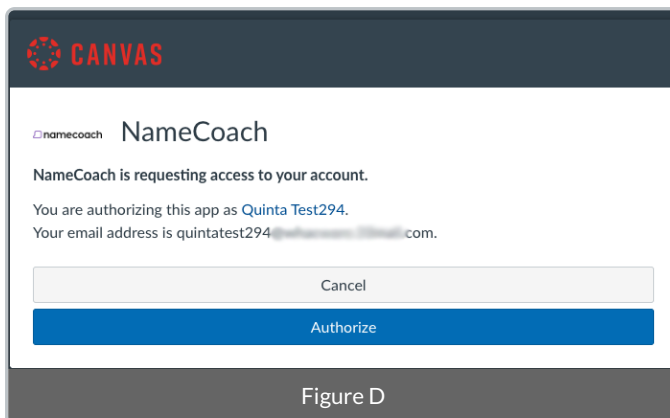 CANVAS
namecoach NameCoach
NameCoach is requesting access to your account.
You are authorizing this app as Quinta Test294.
Your email address is quintatest294 com.
Cancel
Authorize
Figure D